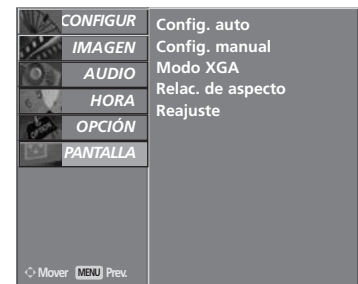 CONFIGUR
IMAGEN
AUDIO
HORA
OPCIÓN
PANTALLA
Config. auto
Config. manual
Modo XGA
Relac. de aspecto
Reajuste
Mover MENU Prev.